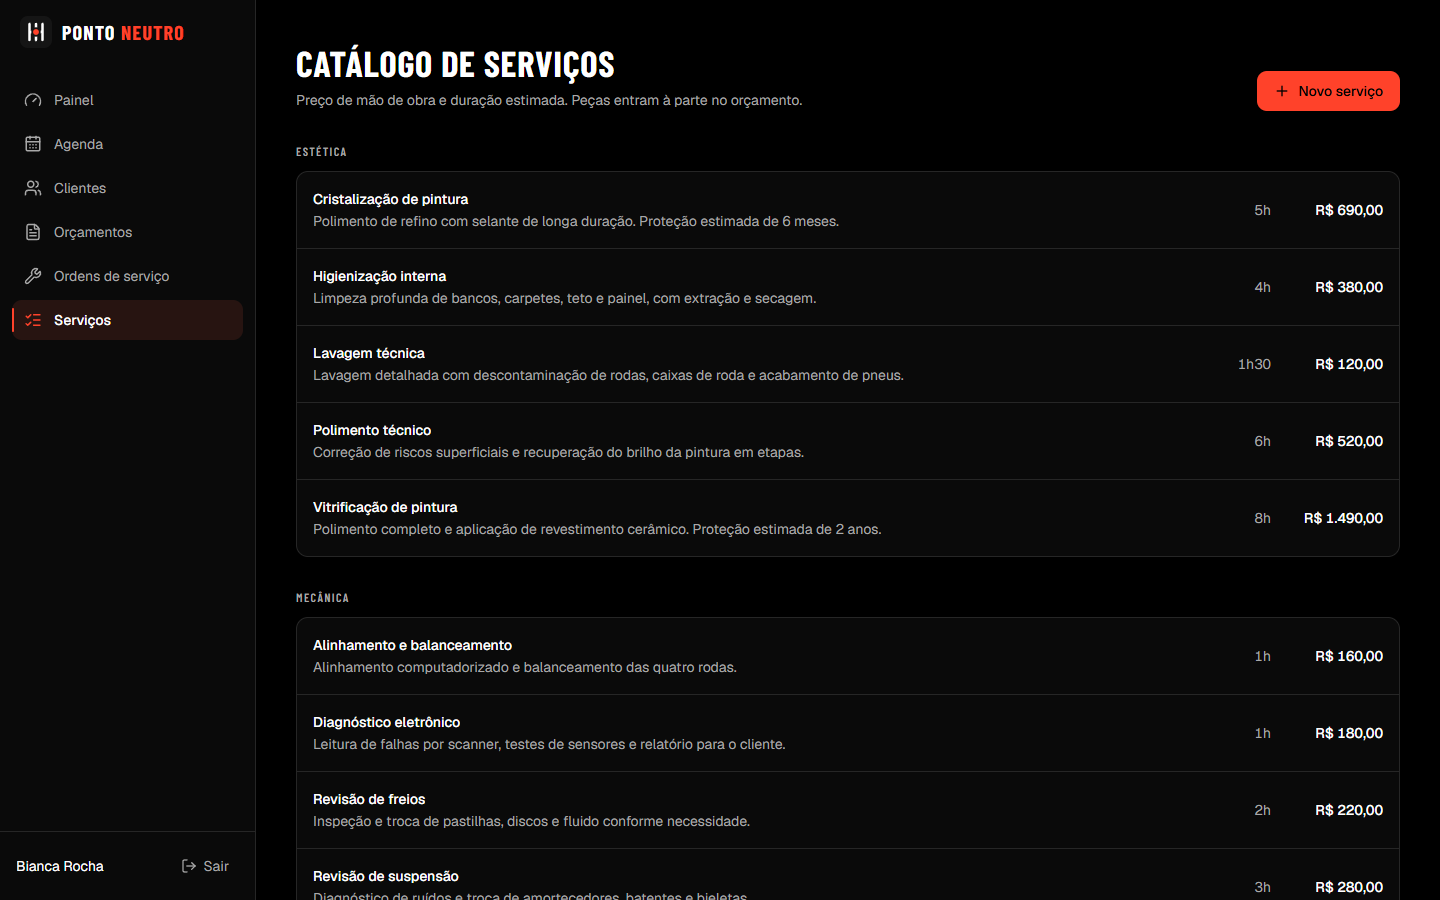 PONTO NEUTRO
Painel
Agenda
Clientes
Orçamentos
Ordens de serviço
Serviços
Bianca Rocha
Sair
CATÁLOGO DE SERVIÇOS
Preço de mão de obra e duração estimada. Peças entram à parte no orçamento.
Novo serviço
ESTÉTICA
Cristalização de pintura
Polimento de refino com selante de longa duração. Proteção estimada de 6 meses.
5h R$ 690,00
Higienização interna
Limpeza profunda de bancos, carpetes, teto e painel, com extração e secagem.
4h R$ 380,00
Lavagem técnica
Lavagem detalhada com descontaminação de rodas, caixas de roda e acabamento de pneus.
1h30 R$ 120,00
Polimento técnico
Correção de riscos superficiais e recuperação do brilho da pintura em etapas.
6h R$ 520,00
Vitrificação de pintura
Polimento completo e aplicação de revestimento cerâmico. Proteção estimada de 2 anos.
8h R$ 1.490,00
MECÂNICA
Alinhamento e balanceamento
Alinhamento computadorizado e balanceamento das quatro rodas.
1h R$ 160,00
Diagnóstico eletrônico
Leitura de falhas por scanner, testes de sensores e relatório para o cliente.
1h R$ 180,00
Revisão de freios
Inspeção e troca de pastilhas, discos e fluido conforme necessidade.
2h R$ 220,00
Revisão de suspensão
Diagnóstico de ruídos e troca de amortecedores, batentes e bieletas.
3h R$ 280,00